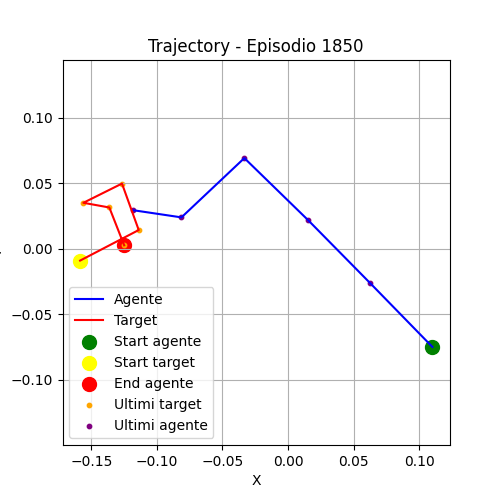 Trajectory - Episodio 1850
0.10
0.05
0.00
−0.05
−0.10
Agente
Target
Start agente
Start target
End agente
Ultimi target
Ultimi agente
−0.15
−0.10
−0.05
0.00
0.05
0.10
X